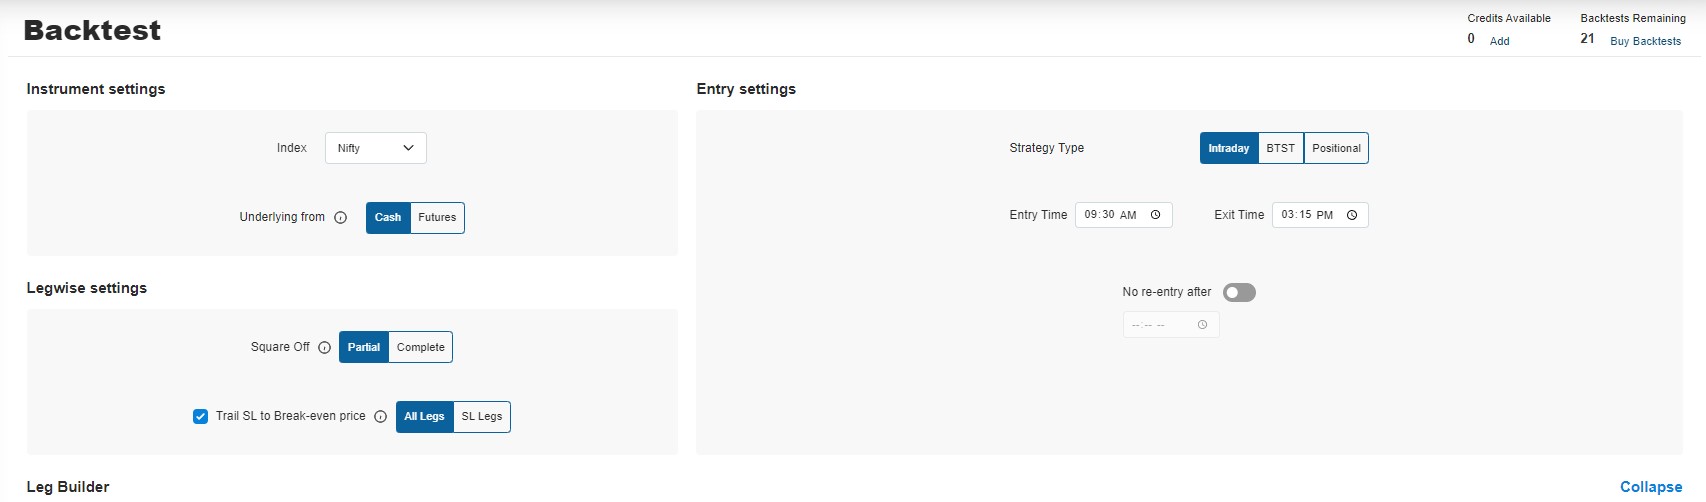 Backtest
Credits Available
0 Add
Backtests Remaining
21 Buy Backtests
Instrument settings
Index Nifty
Underlying from Cash Futures
Legwise settings
Square Off Partial Complete
Trail SL to Break-even price All Legs SL Legs
Entry settings
Strategy Type Intraday BTST Positional
Entry Time 09:30 AM Exit Time 03:15 PM
No re-entry after
--:-- --
Leg Builder
Collapse